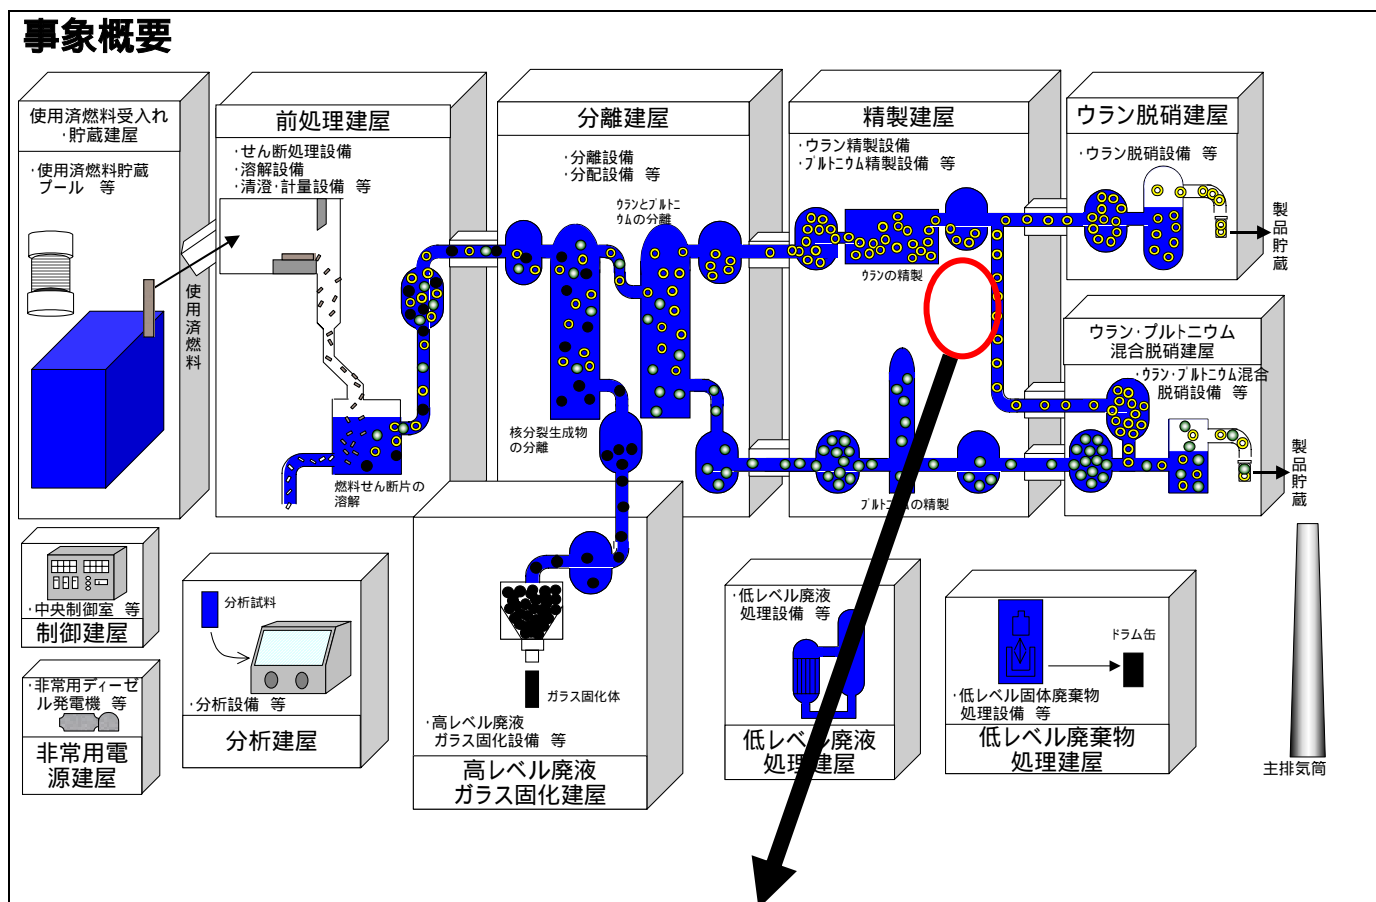 事象概要
使用済燃料受入れ
・貯蔵建屋
・使用済燃料貯蔵
プール 等
使用済燃料
前処理建屋
・せん断処理設備
・溶解設備
・清澄・計量設備 等
燃料せん断片の
溶解
分離建屋
・分離設備
・分配設備 等
ウランとプルトニ
ウムの分離
核分裂生成物
の分離
精製建屋
・ウラン精製設備
・プルトニウム精製設備 等
ウランの精製
プルトニウムの精製
ウラン脱硝建屋
・ウラン脱硝設備 等
製品貯蔵
ウラン・プルトニウム
混合脱硝建屋
・ウラン・プルトニウム混合
脱硝設備 等
製品貯蔵
・中央制御室 等
制御建屋
・非常用ディーゼ
ル発電機 等
非常用電
源建屋
分析試料
・分析設備 等
分析建屋
ガラス固化体
・高レベル廃液
ガラス固化設備 等
高レベル廃液
ガラス固化建屋
・低レベル廃液
処理設備 等
低レベル廃液
処理建屋
ドラム缶
・低レベル固体廃棄物
処理設備 等
低レベル廃棄物
処理建屋
主排気筒